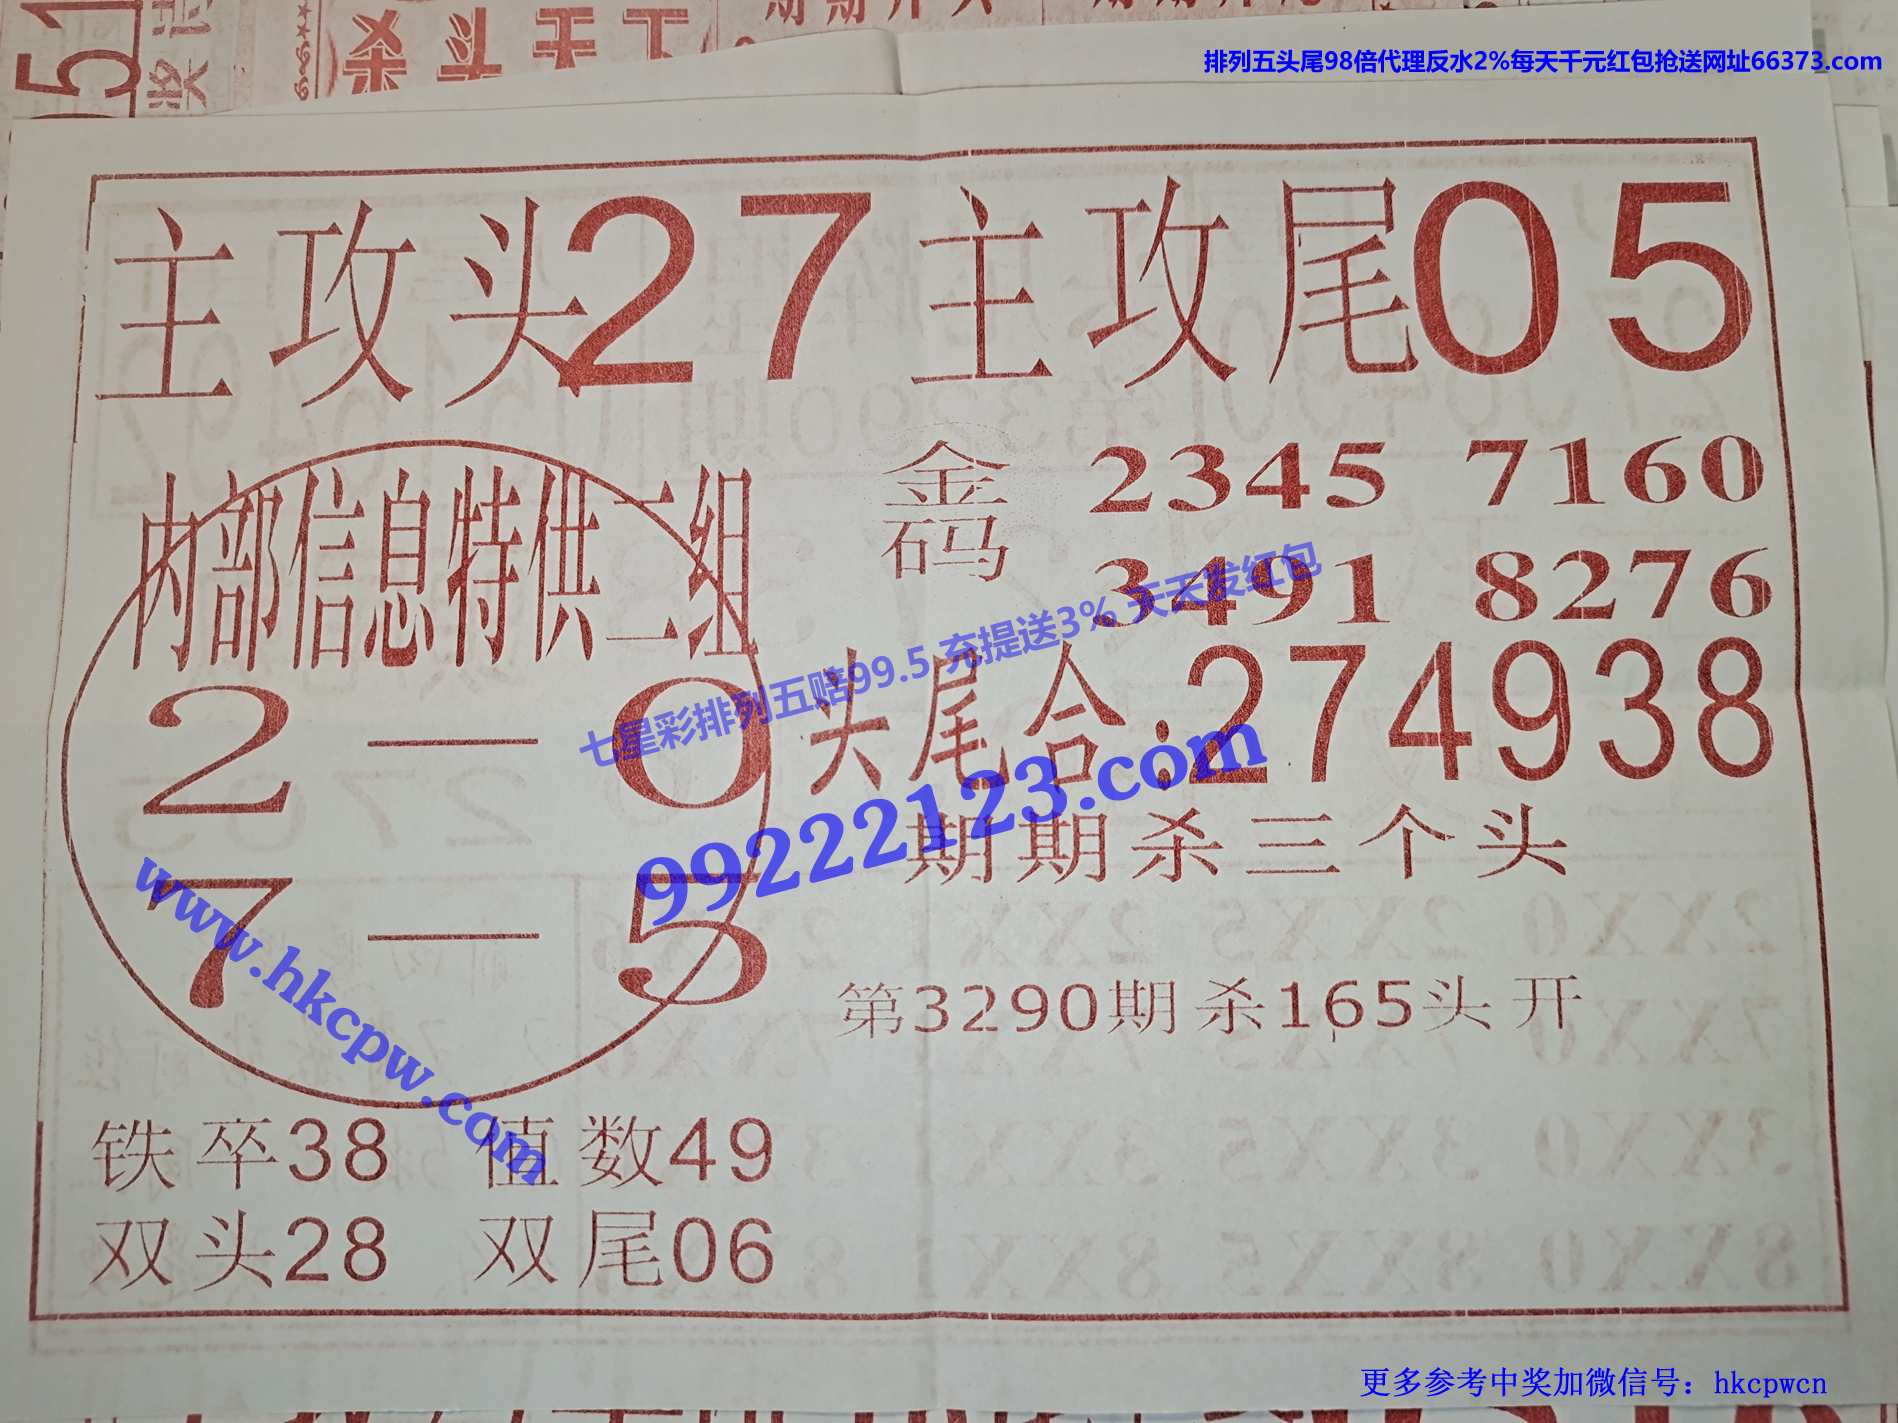 排列五头尾98倍代理反水2%每天千元红包抢送网址66373.com
主攻头27 主攻尾05
内部信息特供二组
2—0
7—5
金码 2345 7160
3491 8276
七星彩排列五赔99.5 充提送3% 天天发红包
头尾合:274938
99222123.com
期期杀三个头
www.hkcpww.com
第3290期杀165头开
铁卒38 值数49
双头28 双尾06
更多参考中奖加微信号：hkcpwcn